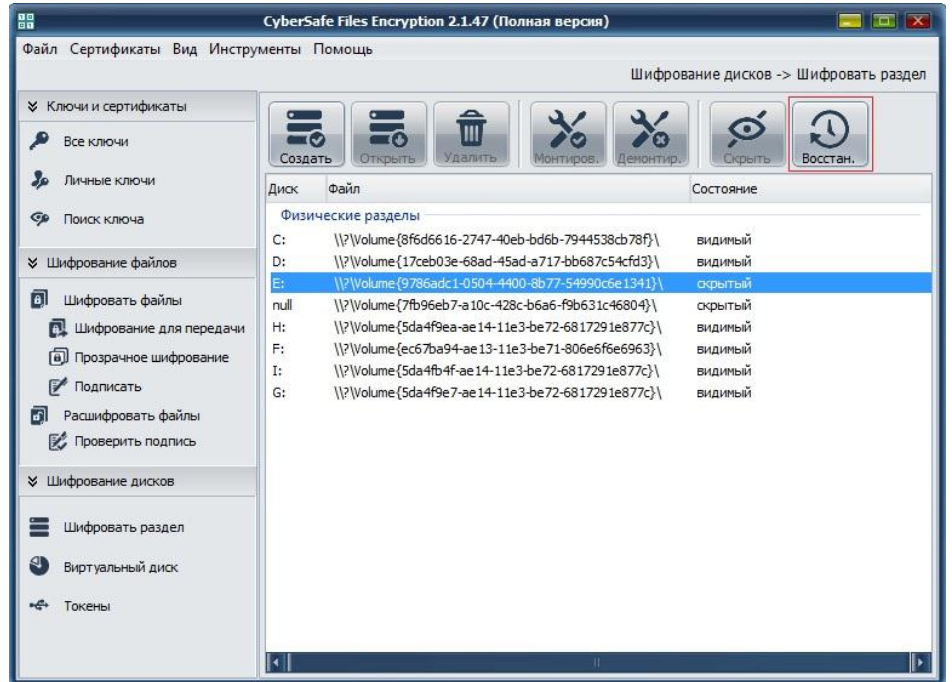 CyberSafe Files Encryption 2.1.47 (Полная версия)
Файл Сертификаты Вид Инструменты Помощь
Шифрование дисков -> Шифровать раздел
Ключи и сертификаты
Все ключи
Личные ключи
Поиск ключа
Шифрование файлов
Шифровать файлы
Шифрование для передачи
Прозрачное шифрование
Подписать
Расшифровать файлы
Проверить подпись
Шифрование дисков
Шифровать раздел
Виртуальный диск
Токены
Создать Открыть Удалить Монтиров. Демонтир. Скрыть Восстан.
Диск Файл Состояние
Физические разделы
C: \\?\Volume{8f6d6616-2747-40eb-bd6b-7944538cb78f}\ видимый
D: \\?\Volume{17ceb03e-68ad-45ad-a717-bb687c54cfd3}\ видимый
E: \\?\Volume{9786adc1-0504-4400-8b77-54990c6e1341}\ скрытый
null \\?\Volume{7fb96eb7-a10c-428c-b6a6-f9b631c46804}\ скрытый
H: \\?\Volume{5da4f9ea-ae14-11e3-be72-6817291e877c}\ видимый
F: \\?\Volume{ec67ba94-ae13-11e3-be71-806e6f6e6963}\ видимый
I: \\?\Volume{5da4fb4f-ae14-11e3-be72-6817291e877c}\ видимый
G: \\?\Volume{5da4f9e7-ae14-11e3-be72-6817291e877c}\ видимый